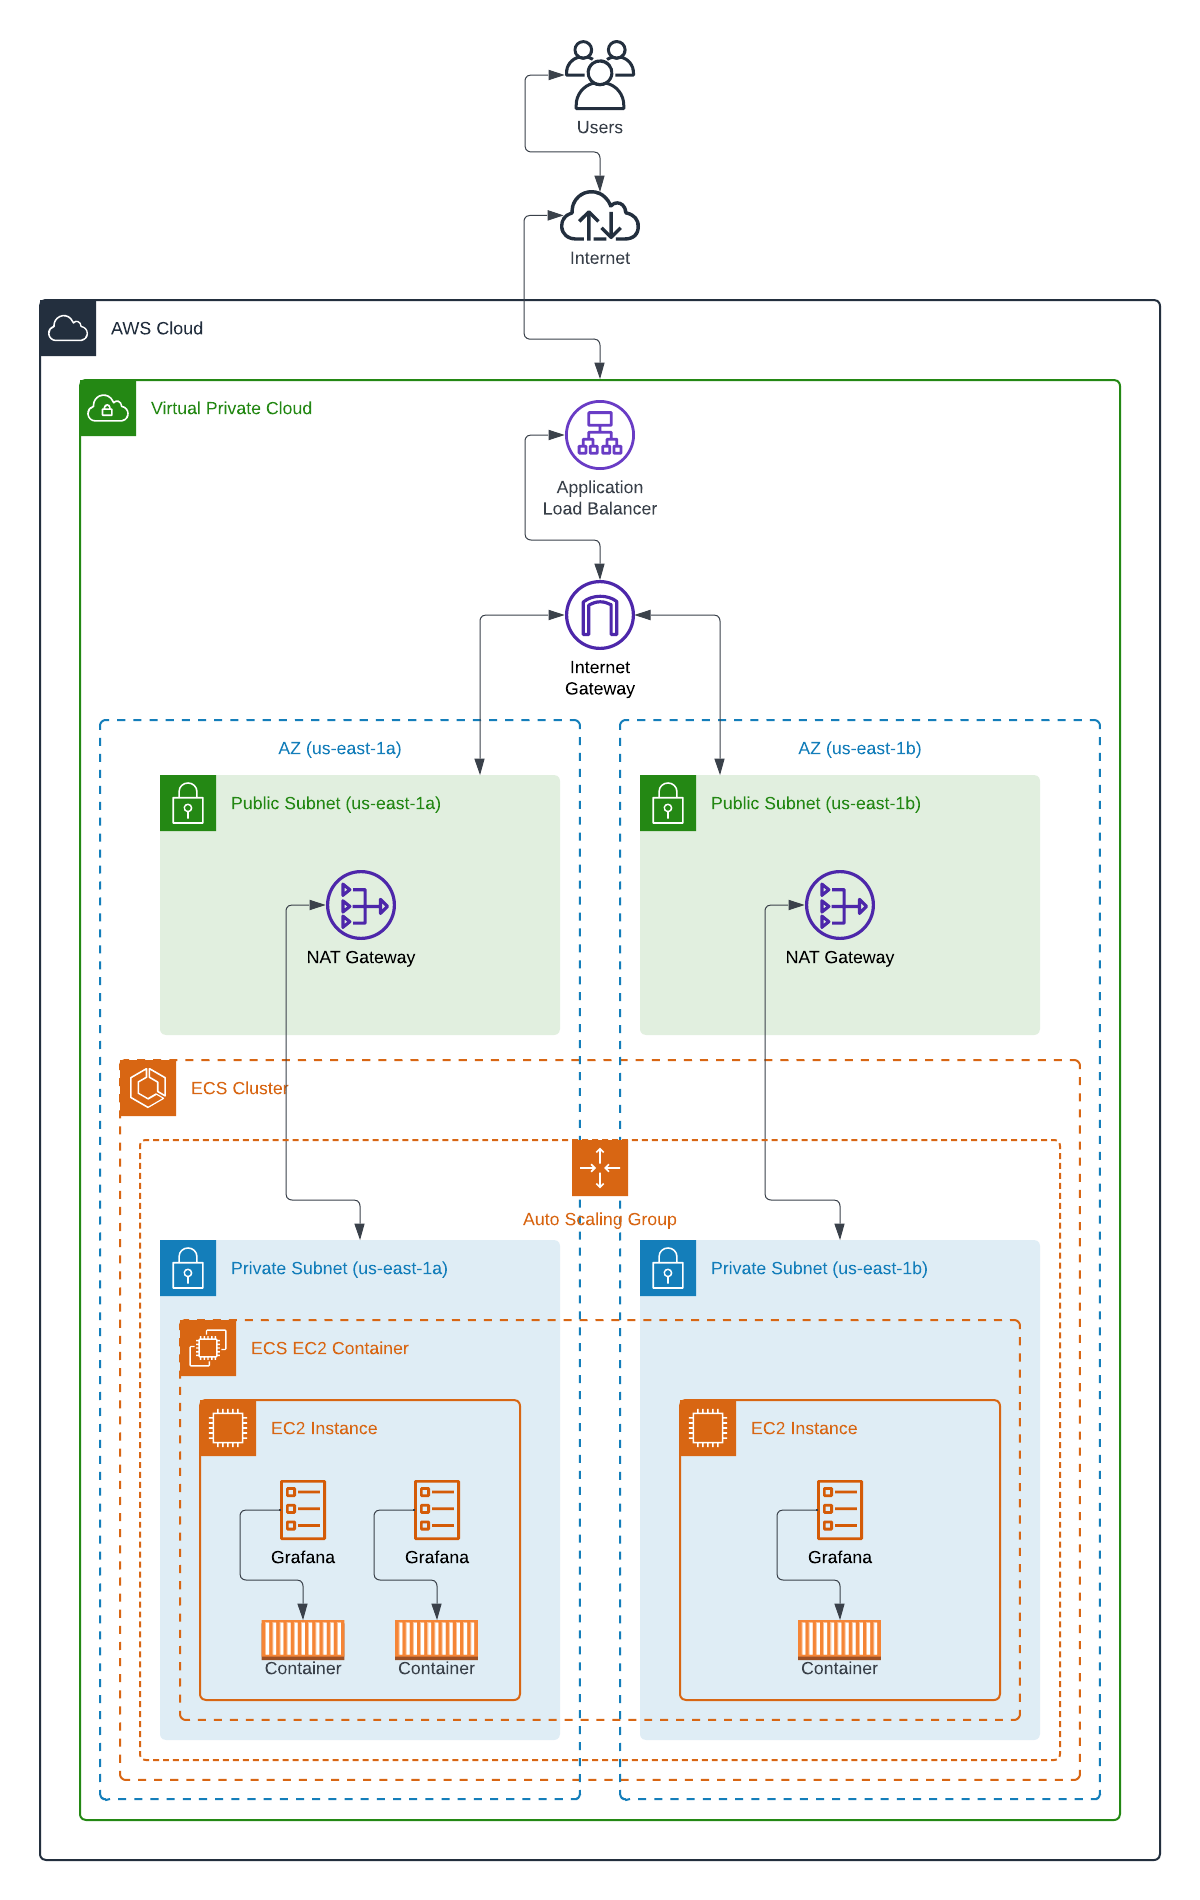 Users
Internet
AWS Cloud
Virtual Private Cloud
Application
Load Balancer
Internet
Gateway
AZ (us-east-1a)
AZ (us-east-1b)
Public Subnet (us-east-1a)
Public Subnet (us-east-1b)
NAT Gateway
NAT Gateway
ECS Cluster
Auto Scaling Group
Private Subnet (us-east-1a)
Private Subnet (us-east-1b)
ECS EC2 Container
EC2 Instance
EC2 Instance
Grafana
Grafana
Grafana
Container
Container
Container